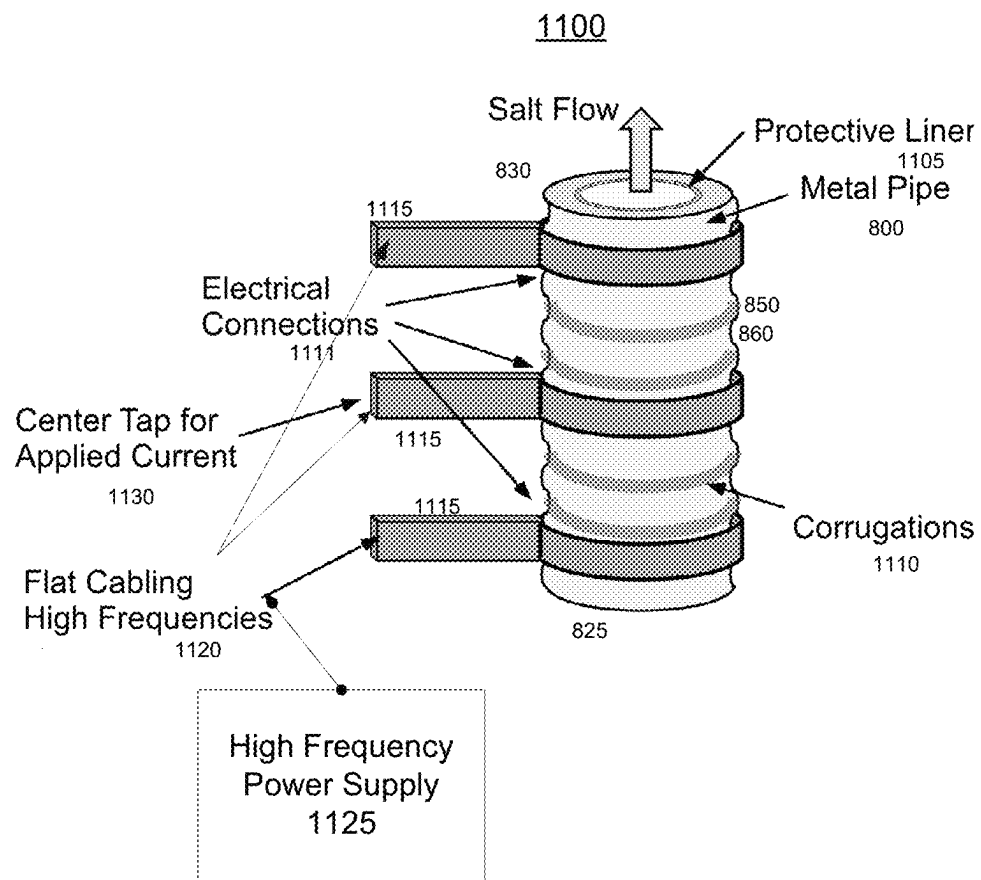 1100
Salt Flow
Protective Liner
1105
830
Metal Pipe
800
1115
Electrical
Connections
1111
850
860
Center Tap for
Applied Current
1130
1115
1115
Corrugations
1110
Flat Cabling
High Frequencies
1120
825
High Frequency
Power Supply
1125